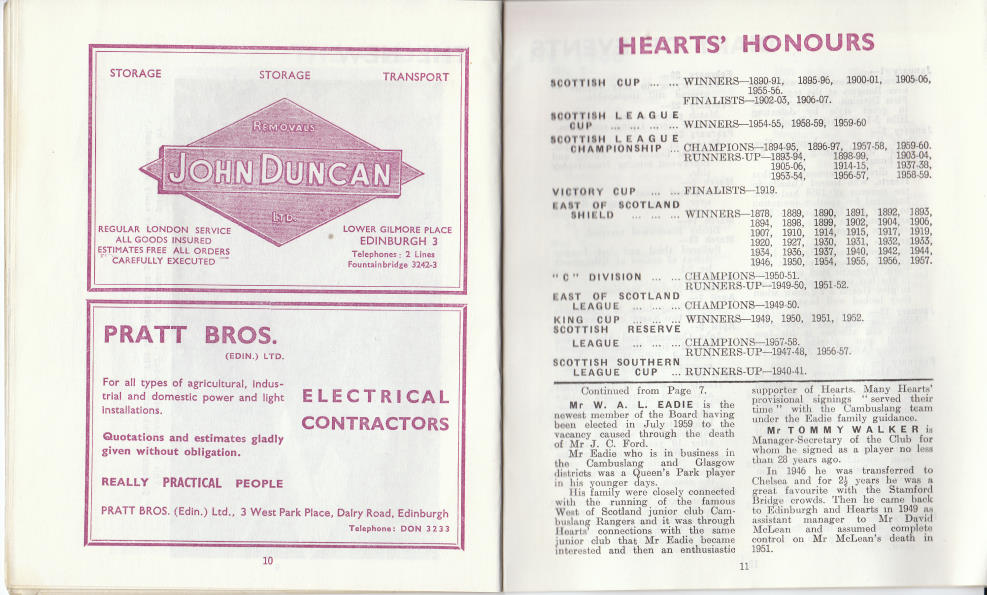 STORAGE STORAGE TRANSPORT
REMOVALS
JOHN DUNCAN
LTD.
REGULAR LONDON SERVICE
ALL GOODS INSURED
ESTIMATES FREE ALL ORDERS
CAREFULLY EXECUTED
LOWER GILMORE PLACE
EDINBURGH 3
Telephones: 2 Lines
Fountainbridge 3242-3
PRATT BROS.
(EDIN.) LTD.
For all types of agricultural, indus-
trial and domestic power and light
installations.
Quotations and estimates gladly
given without obligation.
ELECTRICAL
CONTRACTORS
REALLY PRACTICAL PEOPLE
PRATT BROS. (Edin.) Ltd., 3 West Park Place, Dalry Road, Edinburgh
Telephone: DON 3233
10
HEARTS' HONOURS
SCOTTISH CUP ... ... WINNERS—1890-91, 1895-96, 1900-01, 1905-06,
1955-56.
FINALISTS—1902-03, 1906-07.
SCOTTISH LEAGUE
CUP ... ... ... ... WINNERS—1954-55, 1958-59, 1959-60
SCOTTISH LEAGUE
CHAMPIONSHIP ... CHAMPIONS—1894-95, 1896-97, 1957-58, 1959-60.
RUNNERS-UP—1893-94, 1898-99, 1903-04,
1905-06, 1914-15, 1937-38,
1953-54, 1956-57, 1958-59.
VICTORY CUP ... ... FINALISTS—1919.
EAST OF SCOTLAND
SHIELD ... ... ... WINNERS—1878, 1889, 1890, 1891, 1892, 1893,
1894, 1898, 1899, 1902, 1904, 1906,
1907, 1910, 1914, 1915, 1917, 1919,
1920, 1927, 1930, 1931, 1932, 1933,
1934, 1936, 1937, 1940, 1942, 1944,
1946, 1950, 1954, 1955, 1956, 1957.
"C" DIVISION ... ... CHAMPIONS—1950-51.
RUNNERS-UP—1949-50, 1951-52.
EAST OF SCOTLAND
LEAGUE ... ... ... CHAMPIONS—1949-50.
KING CUP ... ... ... WINNERS—1949, 1950, 1951, 1952.
SCOTTISH RESERVE
LEAGUE ... ... ... CHAMPIONS—1957-58.
RUNNERS-UP—1947-48, 1956-57.
SCOTTISH SOUTHERN
LEAGUE CUP ... RUNNERS-UP—1940-41.
Continued from Page 7.
Mr W. A. L. EADIE is the
newest member of the Board having
been elected in July 1959 to the
vacancy caused through the death
of Mr J. C. Ford.
Mr Eadie who is in business in
the Cambuslang and Glasgow
districts was a Queen's Park player
in his younger days.
His family were closely connected
with the running of the famous
West of Scotland junior club Cam-
buslang Rangers and it was through
Hearts' connections with the same
junior club that Mr Eadie became
interested and then an enthusiastic
supporter of Hearts. Many Hearts'
provisional signings "served their
time" with the Cambuslang team
under the Eadie family guidance.
Mr TOMMY WALKER is
Manager-Secretary of the Club for
whom he signed as a player no less
than 28 years ago.
In 1946 he was transferred to
Chelsea and for 2½ years he was a
great favourite with the Stamford
Bridge crowds. Then he came back
to Edinburgh and Hearts in 1949 as
assistant manager to Mr David
McLean and assumed complete
control on Mr McLean's death in
1951.
11